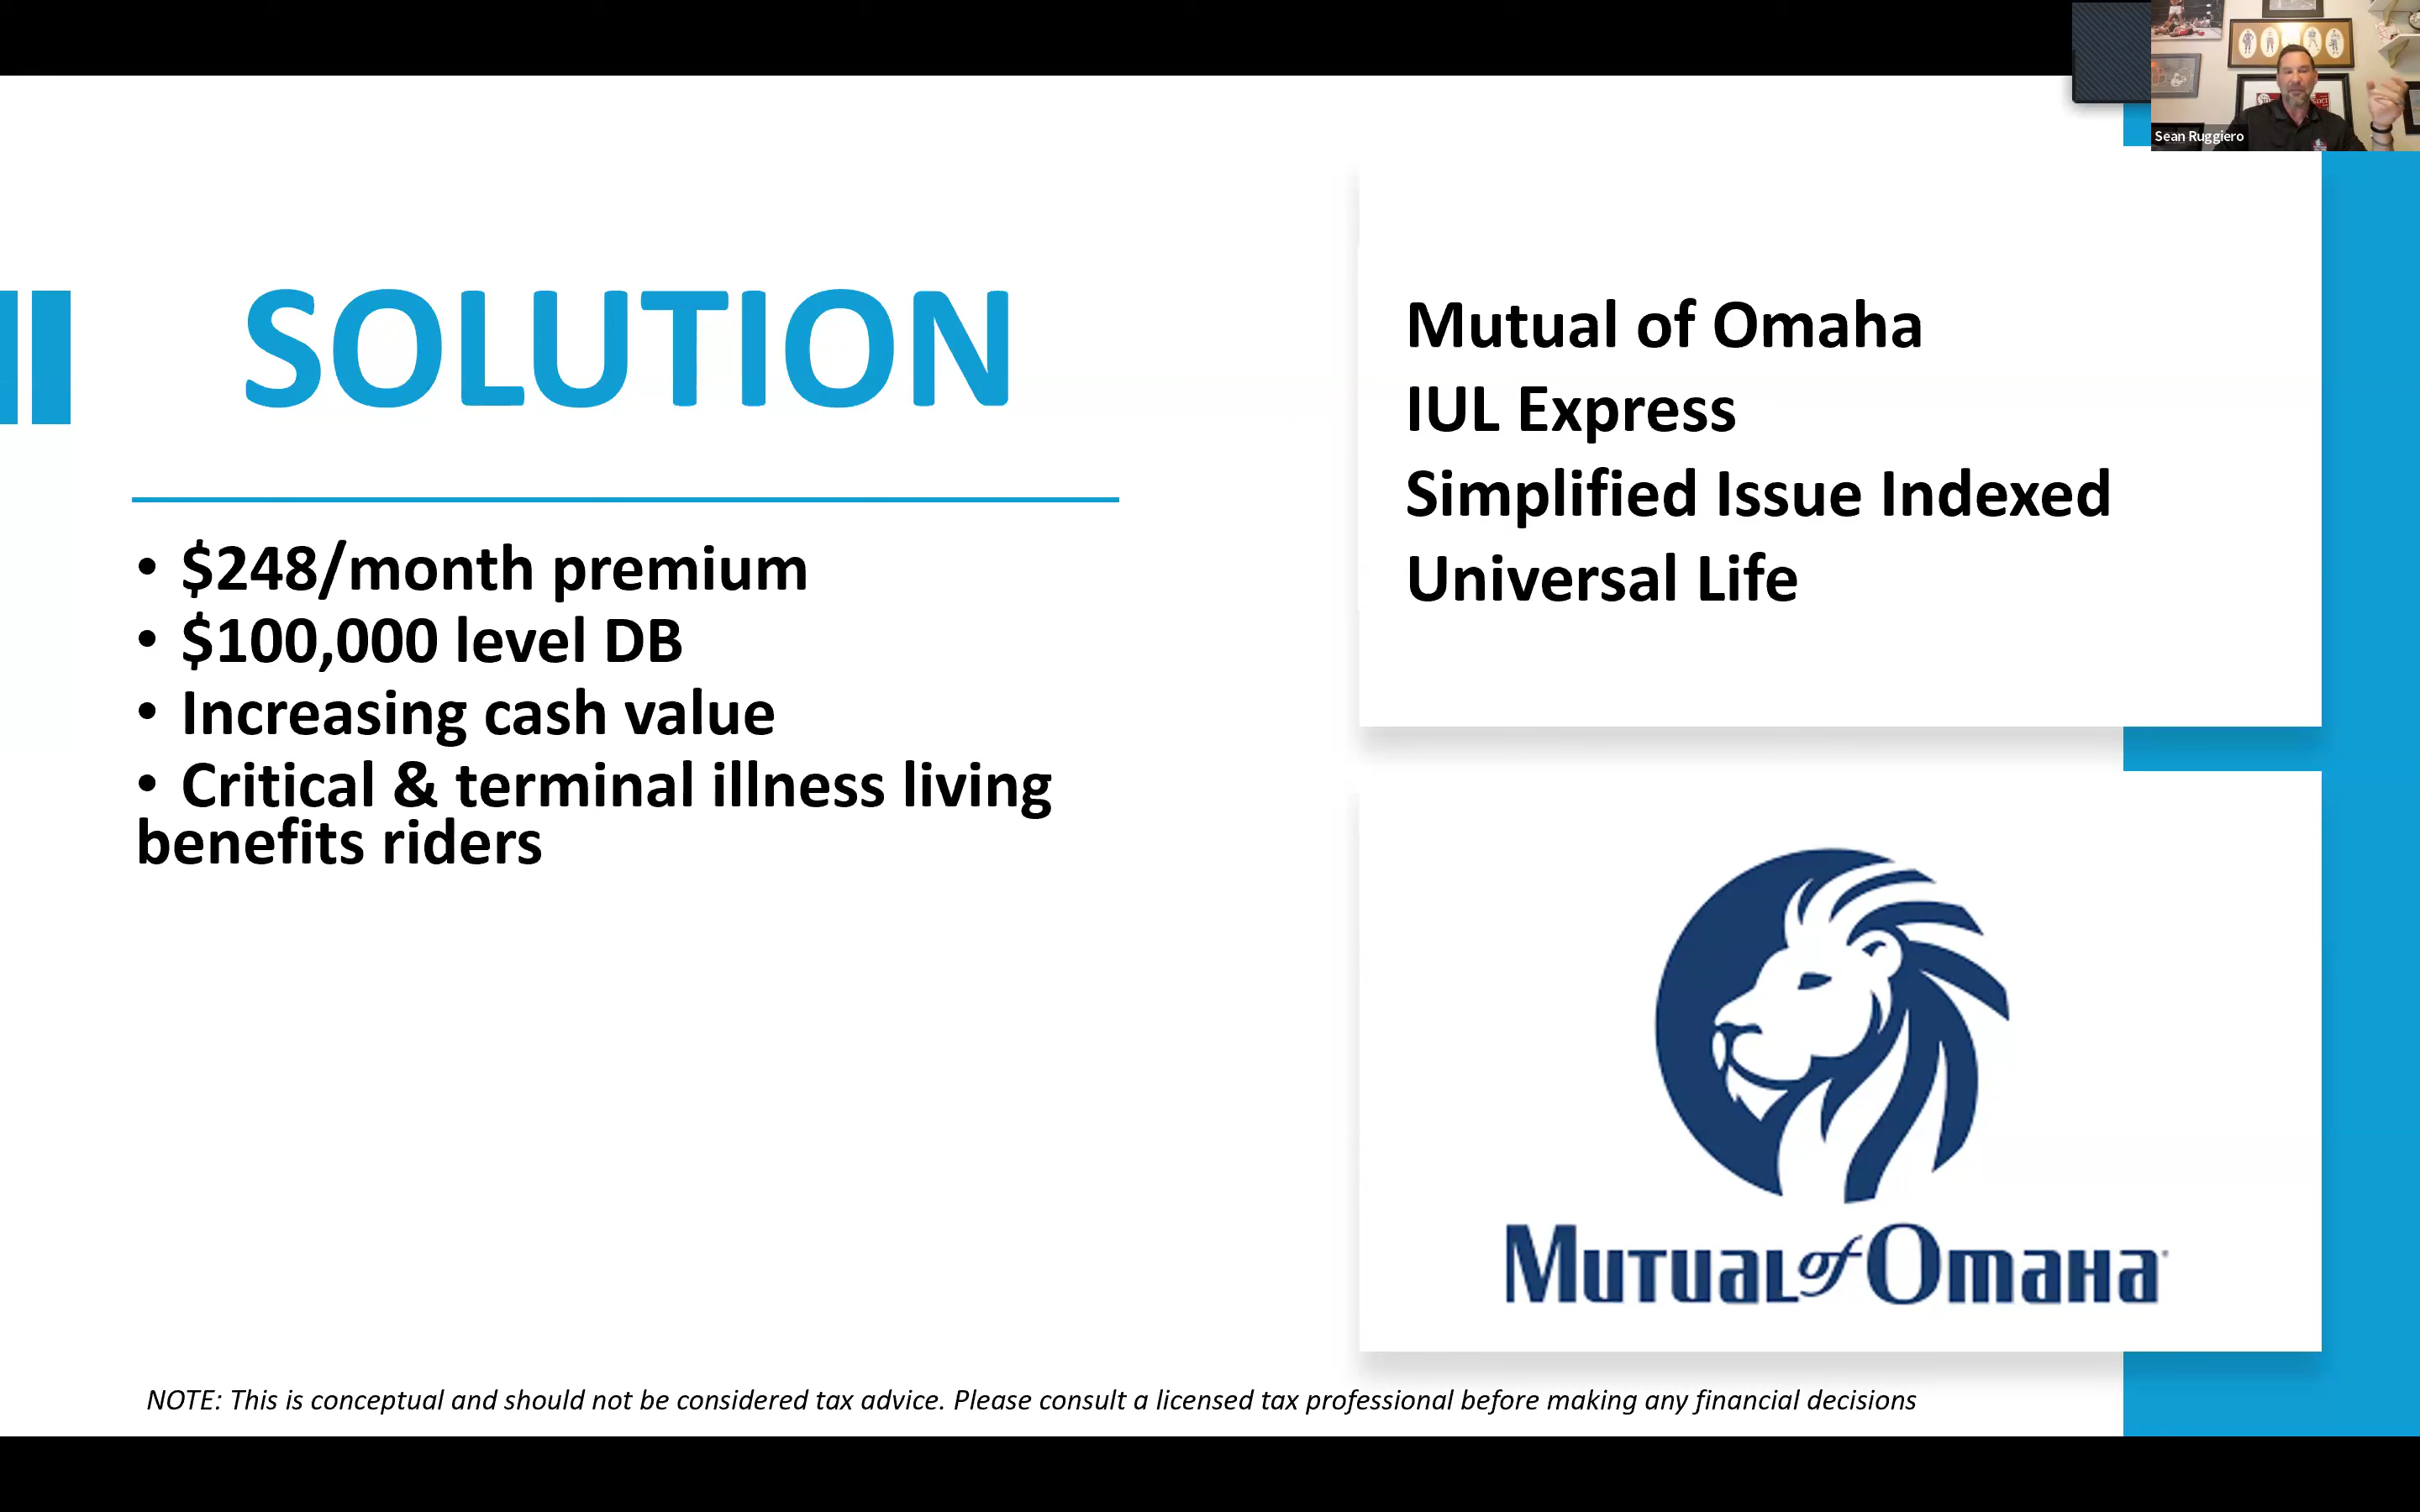 Sean Ruggiero
SOLUTION
• $248/month premium
• $100,000 level DB
• Increasing cash value
• Critical & terminal illness living
benefits riders
Mutual of Omaha
IUL Express
Simplified Issue Indexed
Universal Life
Mutual of Omaha
NOTE: This is conceptual and should not be considered tax advice. Please consult a licensed tax professional before making any financial decisions